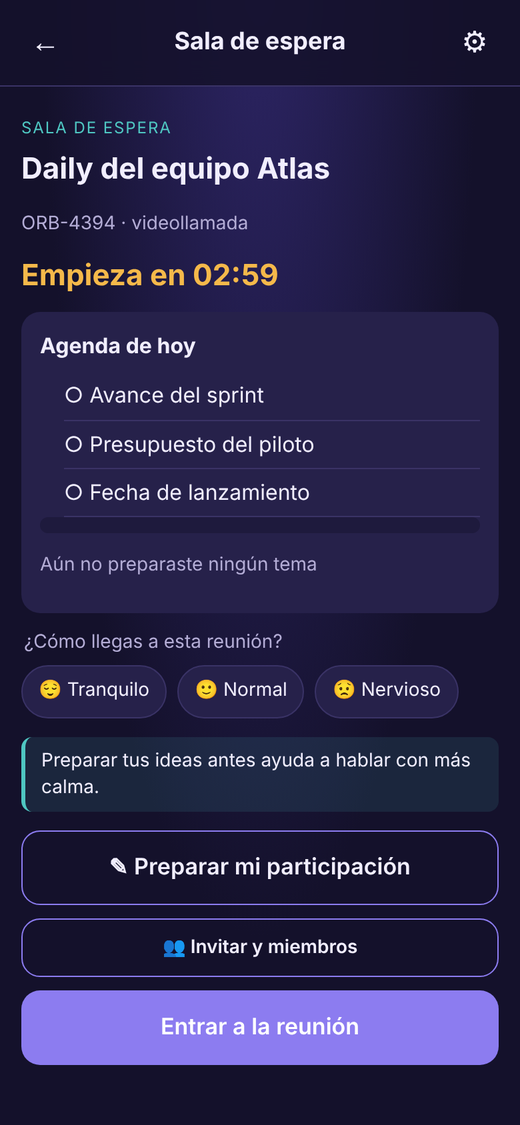 ← Sala de espera ⚙
SALA DE ESPERA
Daily del equipo Atlas
ORB-4394 · videollamada
Empieza en 02:59
Agenda de hoy
○ Avance del sprint
○ Presupuesto del piloto
○ Fecha de lanzamiento
Aún no preparaste ningún tema
¿Cómo llegas a esta reunión?
😌 Tranquilo 🙂 Normal 😟 Nervioso
Preparar tus ideas antes ayuda a hablar con más
calma.
✎ Preparar mi participación
👥 Invitar y miembros
Entrar a la reunión